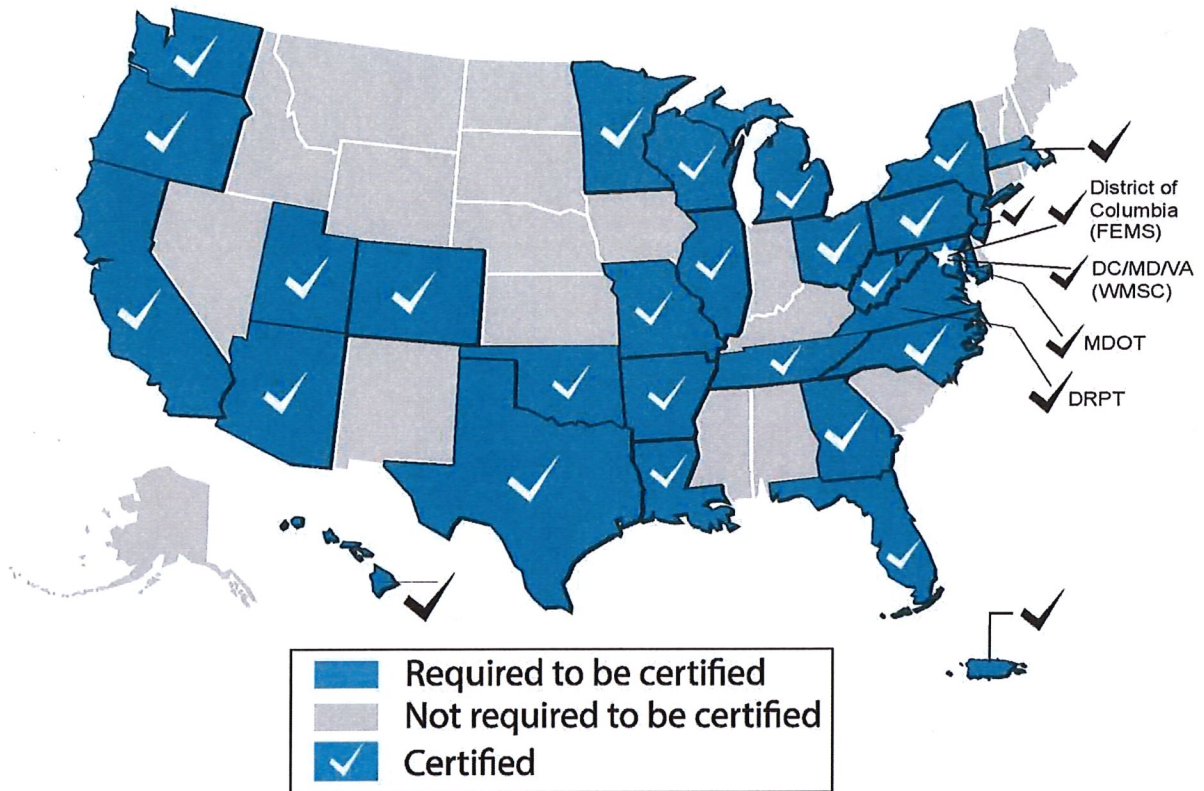 District of
Columbia
(FEMS)
DC/MD/VA
(WMSC)
MDOT
DRPT
Required to be certified
Not required to be certified
Certified